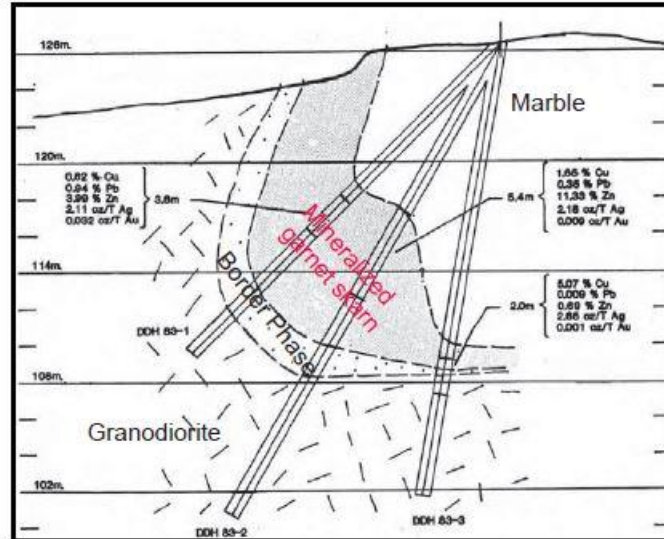 126m.
Marble
120m.
0.62 % Cu
0.94 % Pb
3.99 % Zn
2.11 oz/T Ag
0.032 oz/T Au
3.8m
1.66 % Cu
0.36 % Pb
11.33 % Zn
2.18 oz/T Ag
0.009 oz/T Au
5.4m
Mineralized
garnet skarn
114m.
Border Phase
5.07 % Cu
0.009 % Pb
0.69 % Zn
2.66 oz/T Ag
0.001 oz/T Au
2.0m
DDH 83-1
108m.
Granodiorite
102m.
DDH 83-2
DDH 83-3